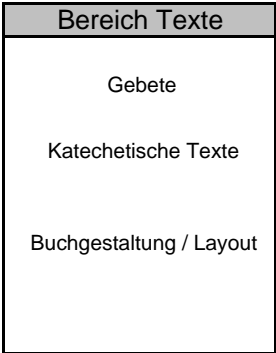 Bereich Texte
Gebete
Katechetische Texte
Buchgestaltung / Layout